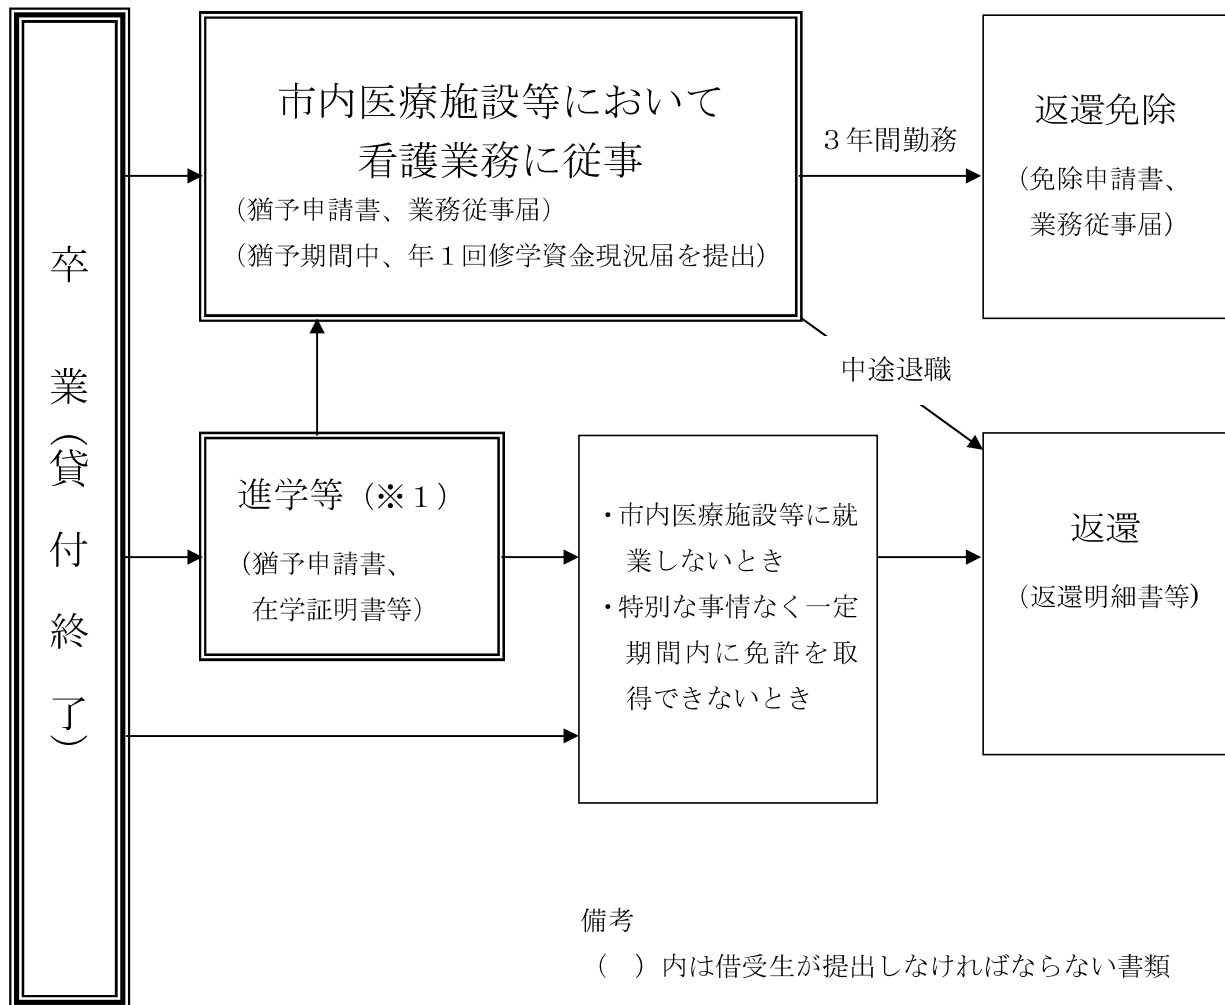 卒業(貸付終了)
市内医療施設等において
看護業務に従事
(猶予申請書、業務従事届)
(猶予期間中、年１回修学資金現況届を提出)
３年間勤務
返還免除
(免除申請書、
業務従事届)
中途退職
進学等（※１）
(猶予申請書、
在学証明書等)
・市内医療施設等に就
業しないとき
・特別な事情なく一定
期間内に免許を取
得できないとき
返還
(返還明細書等)
備考
（　）内は借受生が提出しなければならない書類